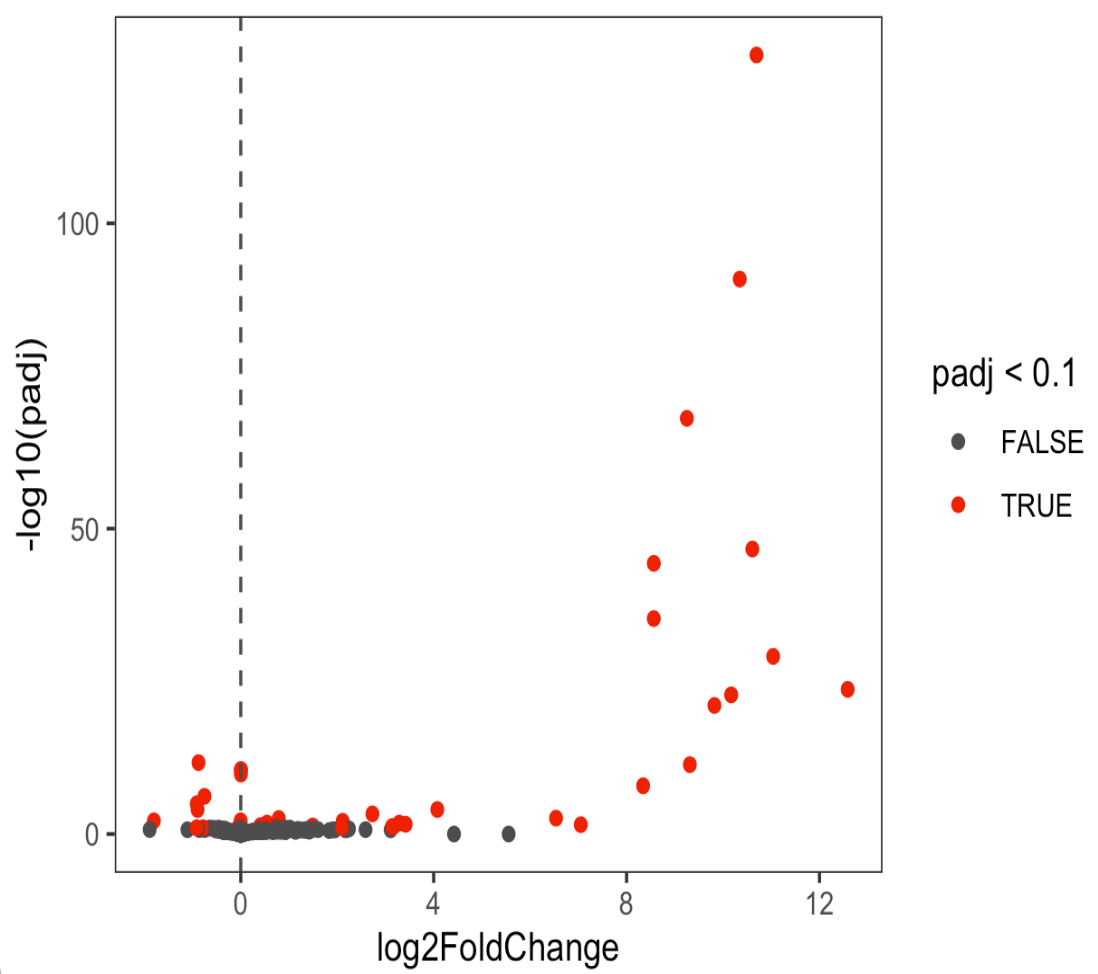 -log10(padj)
100
50
0
0 4 8 12
log2FoldChange
padj < 0.1
FALSE
TRUE